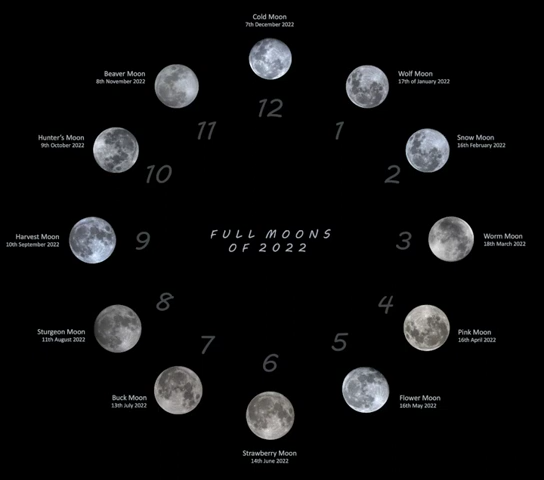 Cold Moon
7th December 2022
12
Wolf Moon
17th of January 2022
1
Snow Moon
16th February 2022
2
Worm Moon
18th March 2022
3
Pink Moon
16th April 2022
4
Flower Moon
16th May 2022
5
Strawberry Moon
14th June 2022
6
Buck Moon
13th July 2022
7
Sturgeon Moon
11th August 2022
8
Harvest Moon
10th September 2022
9
Hunter's Moon
9th October 2022
10
Beaver Moon
8th November 2022
11
FULL MOONS
OF 2022